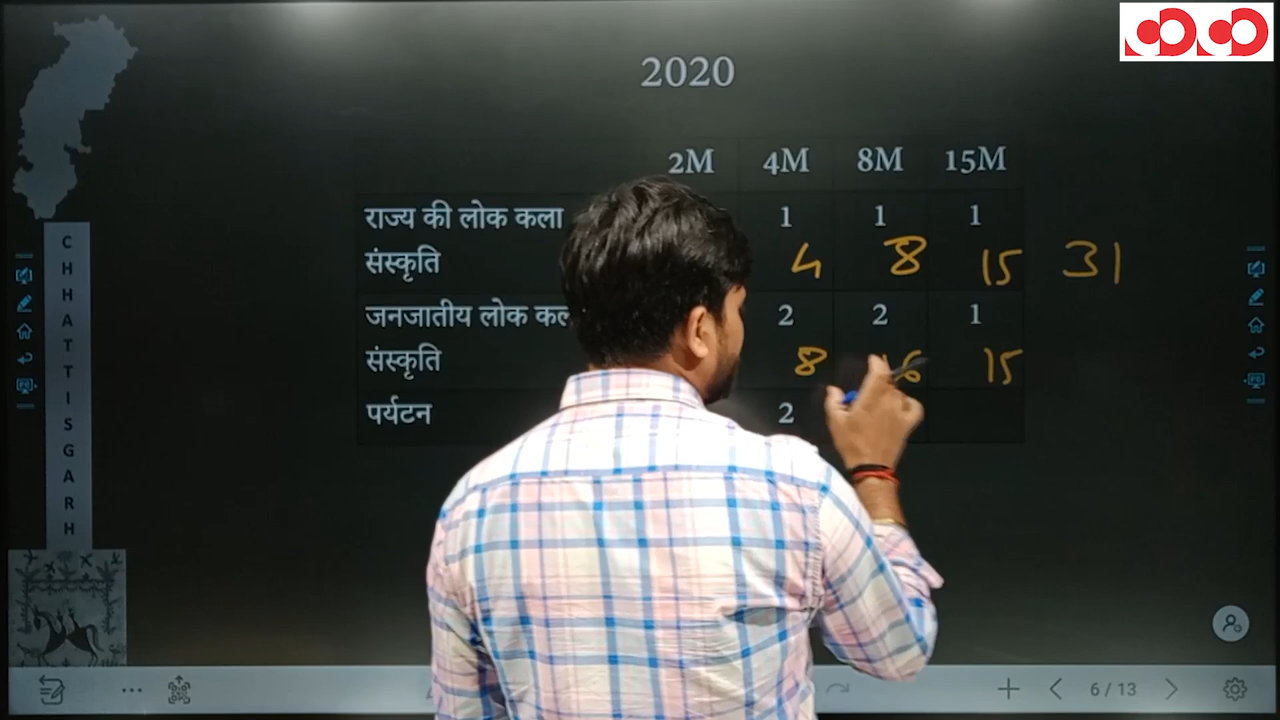 2020
2M 4M 8M 15M
राज्य की लोक कला 1 1 1
संस्कृति 4 8 15 31
जनजातीय लोक 2 2 1
संस्कृति 8 16 15
पर्यटन 2
CHHATTISGARH
6 / 13